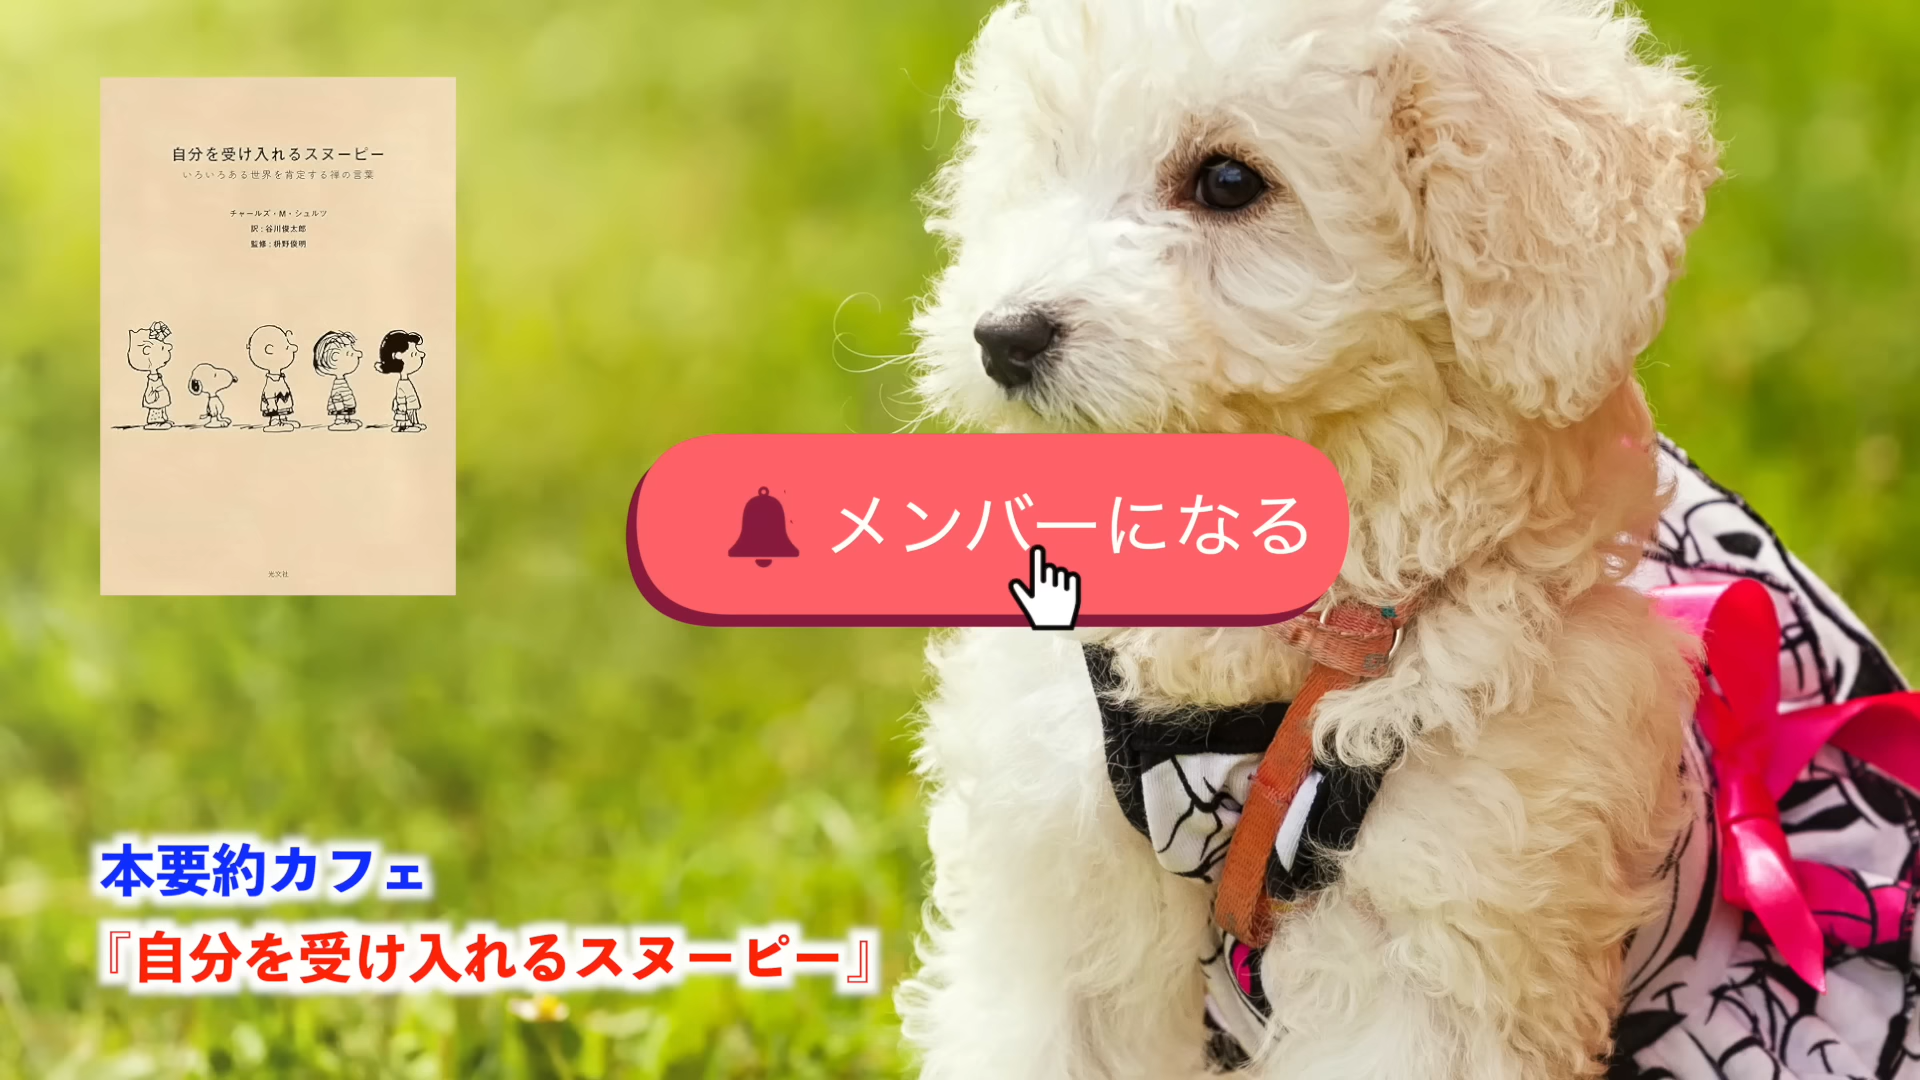 自分を受け入れるスヌーピー
いろいろある世界を肯定する禅の言葉
チャールズ・M・シュルツ
訳：谷川俊太郎
監修：枡野俊明
光文社
メンバーになる
本要約カフェ
『自分を受け入れるスヌーピー』